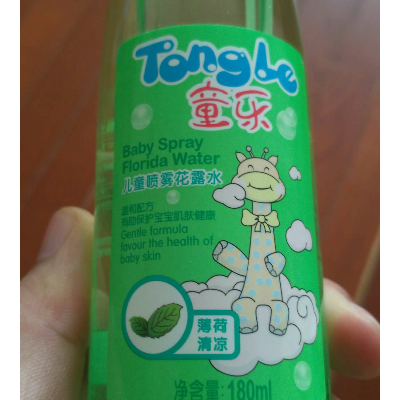 Tongle
童乐
Baby Spray
Florida Water
儿童喷雾花露水
温和配方
有助保护宝宝肌肤健康
Gentle formula
favour the health of
baby skin
薄荷
清凉
净含量:180ml